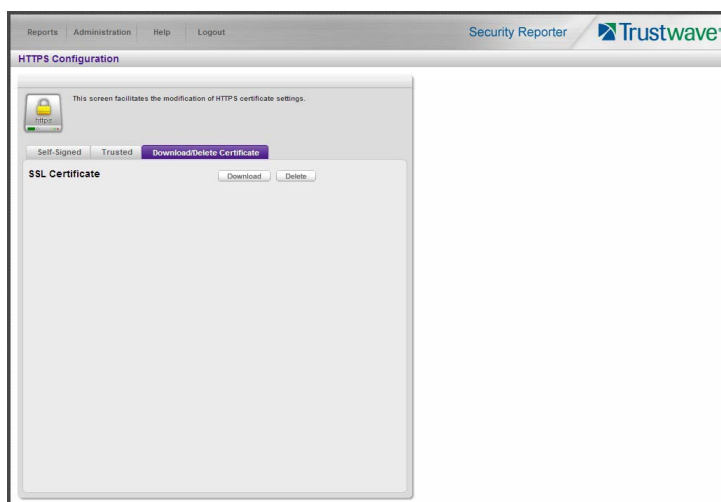 Reports Administration Help Logout Security Reporter Trustwave®
HTTPS Configuration
This screen facilitates the modification of HTTPS certificate settings.
https
Self-Signed Trusted Download/Delete Certificate
SSL Certificate Download Delete